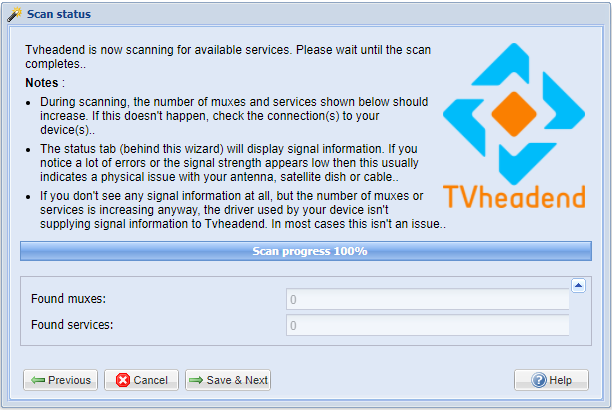 Scan status
Tvheadend is now scanning for available services. Please wait until the scan
completes..
Notes :
During scanning, the number of muxes and services shown below should
increase. If this doesn't happen, check the connection(s) to your
device(s)..
The status tab (behind this wizard) will display signal information. If you
notice a lot of errors or the signal strength appears low then this usually
indicates a physical issue with your antenna, satellite dish or cable..
If you don't see any signal information at all, but the number of muxes or
services is increasing anyway, the driver used by your device isn't
supplying signal information to Tvheadend. In most cases this isn't an issue..
TVheadend
Scan progress 100%
Found muxes: 0
Found services: 0
Previous Cancel Save & Next Help